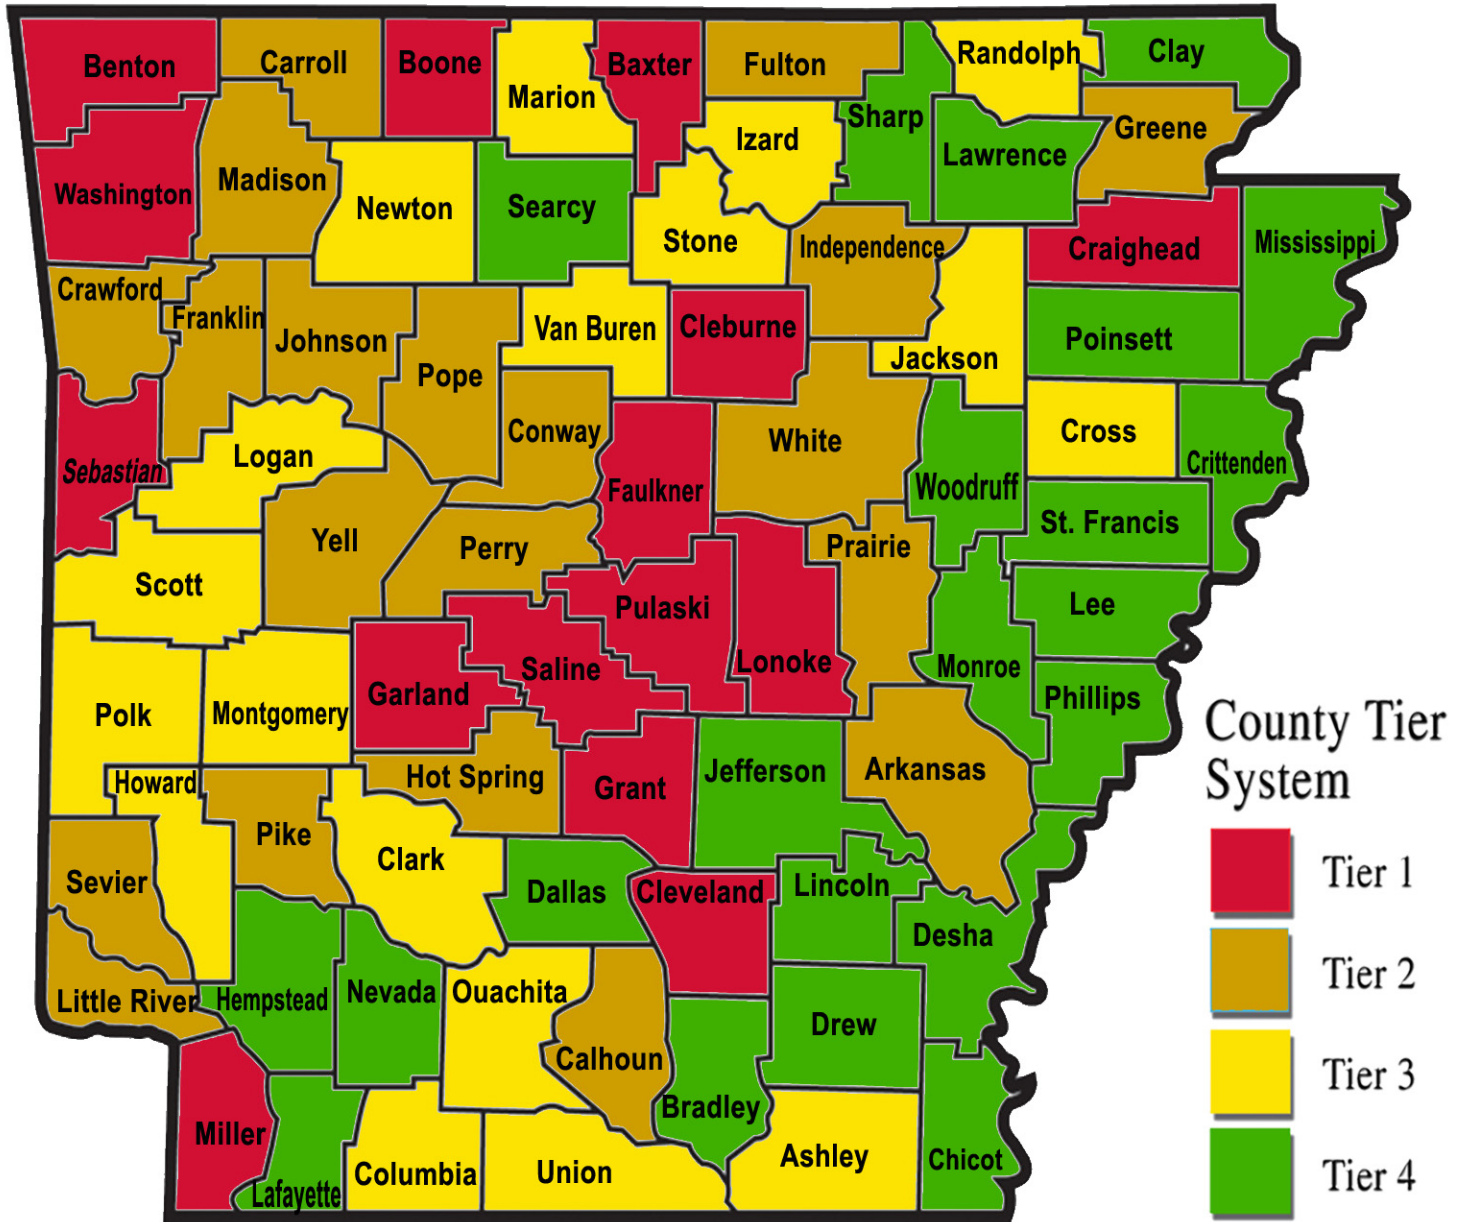 Benton
Carroll
Boone
Marion
Baxter
Fulton
Randolph
Clay
Sharp
Izard
Greene
Lawrence
Washington
Madison
Newton
Searcy
Stone
Independence
Craighead
Mississippi
Crawford
Franklin
Johnson
Pope
Van Buren
Cleburne
Jackson
Poinsett
Sebastian
Logan
Conway
Faulkner
White
Woodruff
Cross
Crittenden
St. Francis
Scott
Yell
Perry
Prairie
Lee
Pulaski
Lonoke
Saline
Garland
Monroe
Phillips
Polk
Montgomery
Howard
Hot Spring
Grant
Jefferson
Arkansas
Pike
Clark
Sevier
Dallas
Cleveland
Lincoln
Desha
Little River
Hempstead
Nevada
Ouachita
Calhoun
Drew
Bradley
Miller
Lafayette
Columbia
Union
Ashley
Chicot
County Tier
System
Tier 1
Tier 2
Tier 3
Tier 4